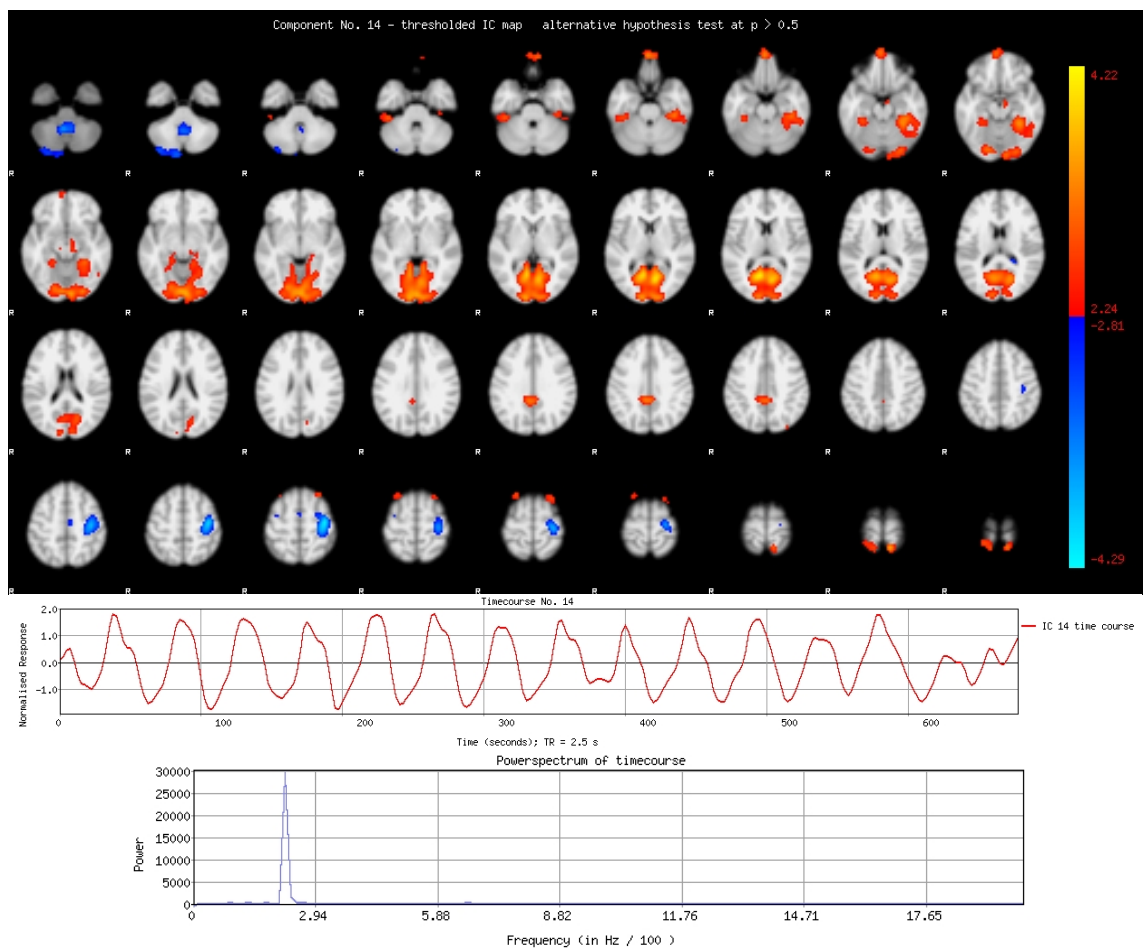 Component No. 14 - thresholded IC map   alternative hypothesis test at p > 0.5
4.22
R R R R R R R R R
2.24
-2.81
R R R R R R R R R
R R R R R R R R R
-4.29
R R R R R R R R R
Timecourse No. 14
2.0
1.0
0.0
-1.0
Normalised Response
IC 14 time course
0 100 200 300 400 500 600
Time (seconds); TR = 2.5 s
Powerspectrum of timecourse
30000
25000
20000
15000
10000
5000
0
Power
0 2.94 5.88 8.82 11.76 14.71 17.65
Frequency (in Hz / 100 )